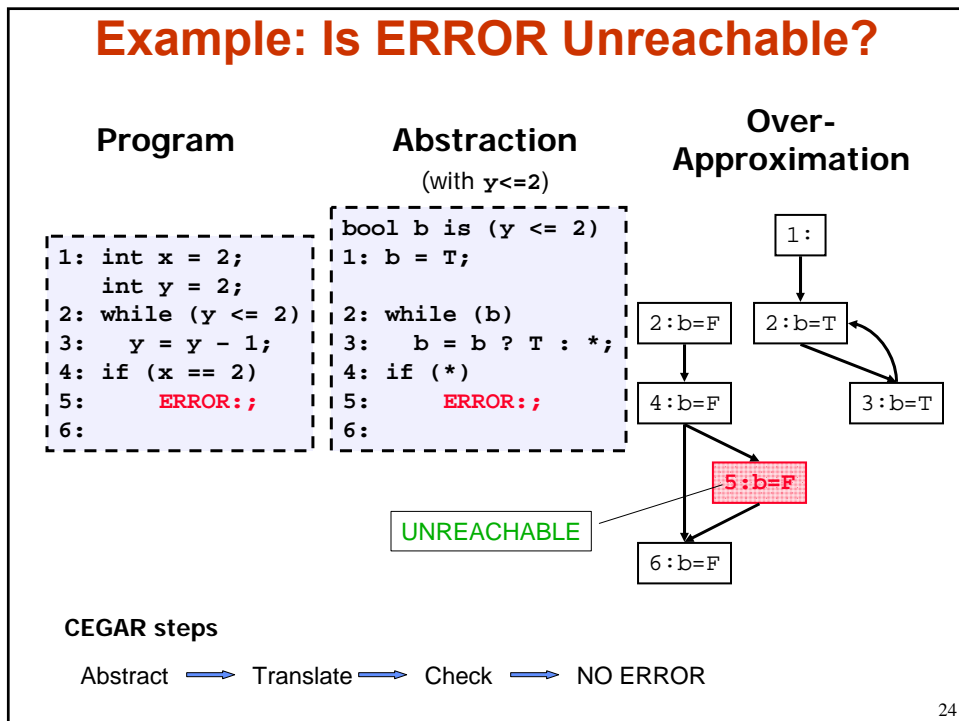 Example: Is ERROR Unreachable?
Program
1: int x = 2;
int y = 2;
2: while (y <= 2)
3: y = y – 1;
4: if (x == 2)
5: ERROR:;
6:
Abstraction
(with y<=2)
bool b is (y <= 2)
1: b = T;
2: while (b)
3: b = b ? T : *;
4: if (*)
5: ERROR:;
6:
Over-
Approximation
1:
2:b=F
2:b=T
4:b=F
3:b=T
5:b=F
UNREACHABLE
6:b=F
CEGAR steps
Abstract Translate Check NO ERROR
24